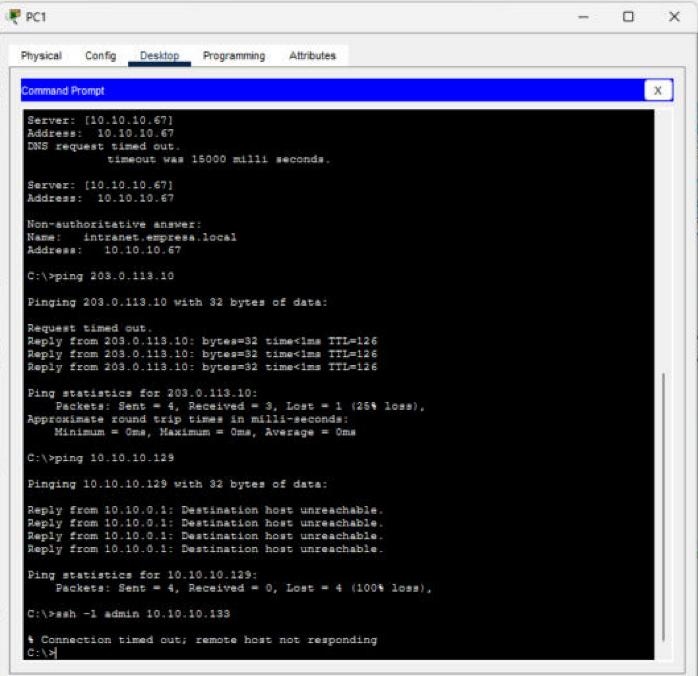 PC1
Physical Config Desktop Programming Attributes
Command Prompt
X
Server: [10.10.10.67]
Address:  10.10.10.67
DNS request timed out.
timeout was 15000 milli seconds.
Server: [10.10.10.67]
Address:  10.10.10.67
Non-authoritative answer:
Name:   intranet.empresa.local
Address:   10.10.10.67
C:\>ping 203.0.113.10
Pinging 203.0.113.10 with 32 bytes of data:
Request timed out.
Reply from 203.0.113.10: bytes=32 time<1ms TTL=126
Reply from 203.0.113.10: bytes=32 time<1ms TTL=126
Reply from 203.0.113.10: bytes=32 time<1ms TTL=126
Ping statistics for 203.0.113.10:
Packets: Sent = 4, Received = 3, Lost = 1 (25% loss),
Approximate round trip times in milli-seconds:
Minimum = 0ms, Maximum = 0ms, Average = 0ms
C:\>ping 10.10.10.129
Pinging 10.10.10.129 with 32 bytes of data:
Reply from 10.10.0.1: Destination host unreachable.
Reply from 10.10.0.1: Destination host unreachable.
Reply from 10.10.0.1: Destination host unreachable.
Reply from 10.10.0.1: Destination host unreachable.
Ping statistics for 10.10.10.129:
Packets: Sent = 4, Received = 0, Lost = 4 (100% loss),
C:\>ssh -l admin 10.10.10.133
% Connection timed out; remote host not responding
C:\>